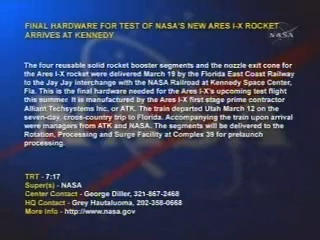 FINAL HARDWARE FOR TEST OF NASA'S NEW ARES I-X ROCKET
ARRIVES AT KENNEDY
NASA
The four reusable solid rocket booster segments and the nozzle exit cone for
the Ares I-X rocket were delivered March 19 by the Florida East Coast Railway
to the Jay Jay interchange with the NASA Railroad at Kennedy Space Center,
Fla. This is the final hardware needed for the Ares I-X's upcoming test flight
this summer. It is manufactured by the Ares I-X first stage prime contractor
Alliant Techsystems Inc. or ATK. The train departed Utah March 12 on the
seven-day, cross-country trip to Florida. Accompanying the train upon arrival
were managers from ATK and NASA. The segments will be delivered to the
Rotation, Processing and Surge Facility at Complex 39 for prelaunch
processing.
TRT - 7:17
Super(s) - NASA
Center Contact - George Diller, 321-867-2468
HQ Contact - Grey Hautaluoma, 202-358-0668
More Info - http://www.nasa.gov